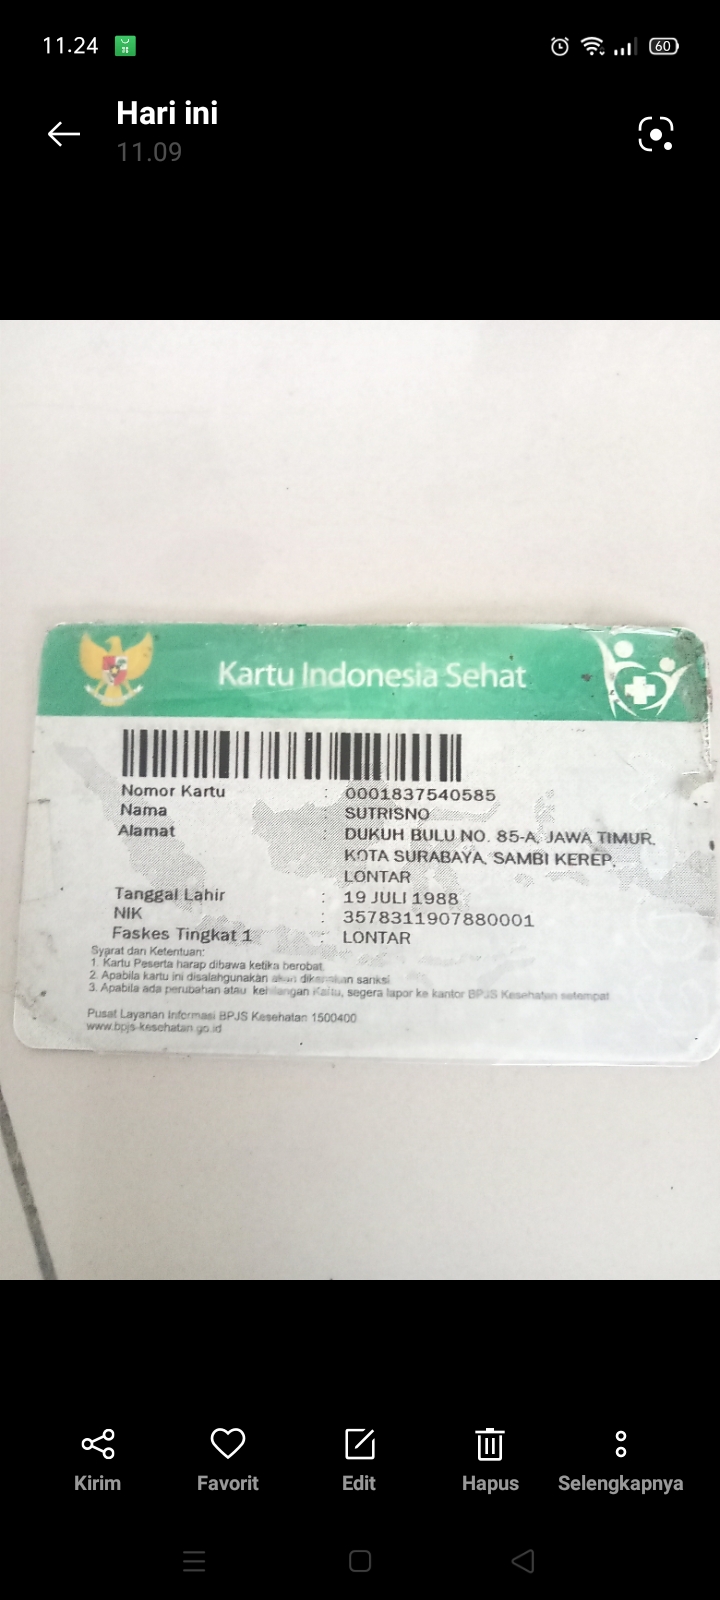 11.24
60
Hari ini
11.09
Kartu Indonesia Sehat
Nomor Kartu : 0001837540585
Nama : SUTRISNO
Alamat : DUKUH BULU NO. 85-A, JAWA TIMUR,
KOTA SURABAYA, SAMBI KEREP,
LONTAR
Tanggal Lahir : 19 JULI 1988
NIK : 3578311907880001
Faskes Tingkat 1 : LONTAR
Syarat dan Ketentuan:
1. Kartu Peserta harap dibawa ketika berobat
2. Apabila kartu ini disalahgunakan akan dikenakan sanksi
3. Apabila ada perubahan atau kehilangan Kartu, segera lapor ke kantor BPJS Kesehatan setempat
Pusat Layanan Informasi BPJS Kesehatan 1500400
www.bpjs-kesehatan.go.id
Kirim
Favorit
Edit
Hapus
Selengkapnya